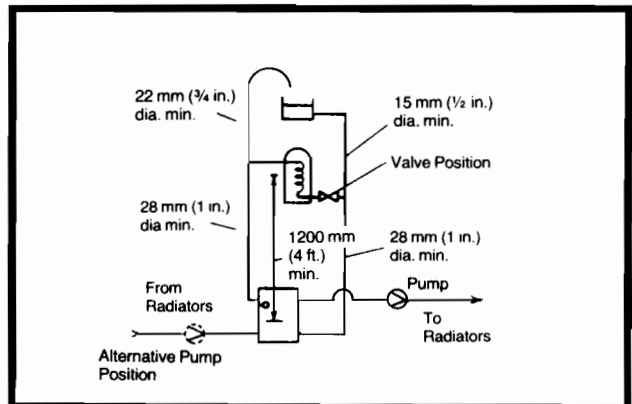 22 mm (¾ in.)
dia. min.
15 mm (½ in.)
dia. min.
Valve Position
28 mm (1 in.)
dia min.
1200 mm
(4 ft.)
min.
28 mm (1 in.)
dia. min.
From
Radiators
Pump
To
Radiators
Alternative Pump
Position